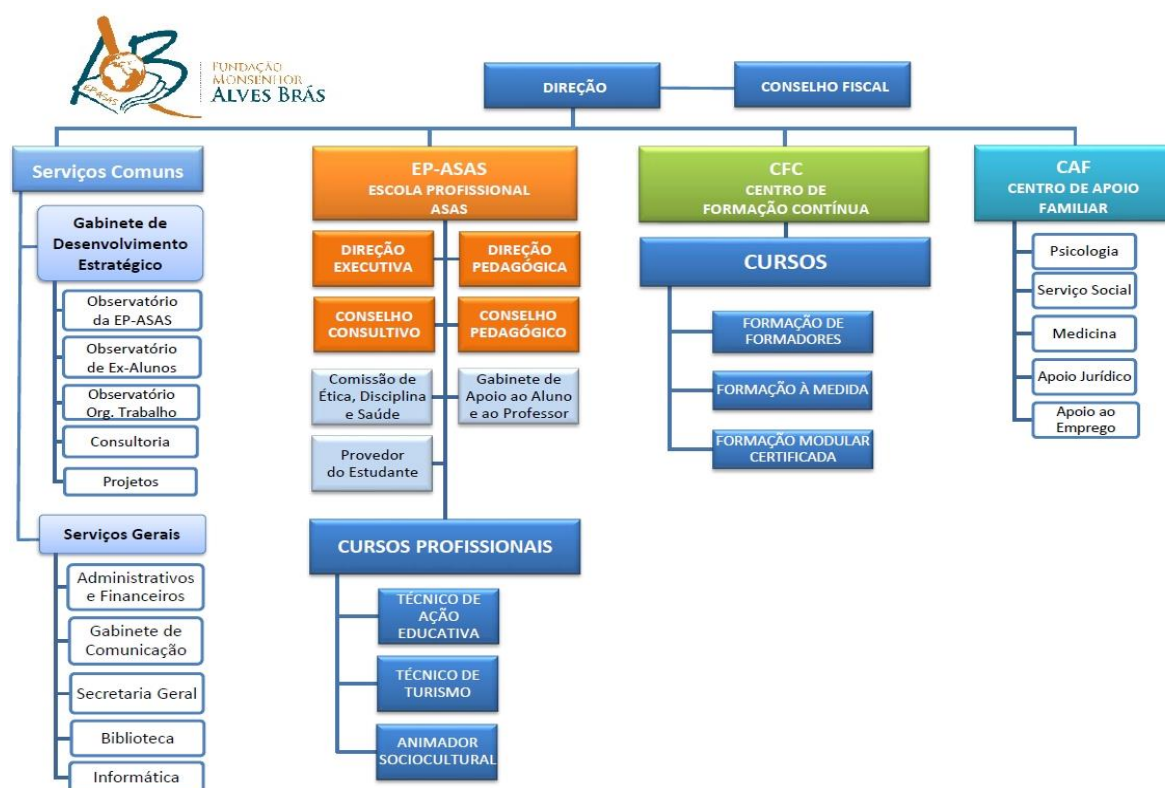 FUNDAÇÃO
MONSENHOR
ALVES BRÁS
EP-ASAS
DIREÇÃO
CONSELHO FISCAL
Serviços Comuns
Gabinete de
Desenvolvimento
Estratégico
Observatório
da EP-ASAS
Observatório
de Ex-Alunos
Observatório
Org. Trabalho
Consultoria
Projetos
Serviços Gerais
Administrativos
e Financeiros
Gabinete de
Comunicação
Secretaria Geral
Biblioteca
Informática
EP-ASAS
ESCOLA PROFISSIONAL
ASAS
DIREÇÃO
EXECUTIVA
DIREÇÃO
PEDAGÓGICA
CONSELHO
CONSULTIVO
CONSELHO
PEDAGÓGICO
Comissão de
Ética, Disciplina
e Saúde
Gabinete de
Apoio ao Aluno
e ao Professor
Provedor
do Estudante
CURSOS PROFISSIONAIS
TÉCNICO DE
AÇÃO
EDUCATIVA
TÉCNICO DE
TURISMO
ANIMADOR
SOCIOCULTURAL
CFC
CENTRO DE
FORMAÇÃO CONTÍNUA
CURSOS
FORMAÇÃO DE
FORMADORES
FORMAÇÃO À MEDIDA
FORMAÇÃO MODULAR
CERTIFICADA
CAF
CENTRO DE APOIO
FAMILIAR
Psicologia
Serviço Social
Medicina
Apoio Jurídico
Apoio ao
Emprego